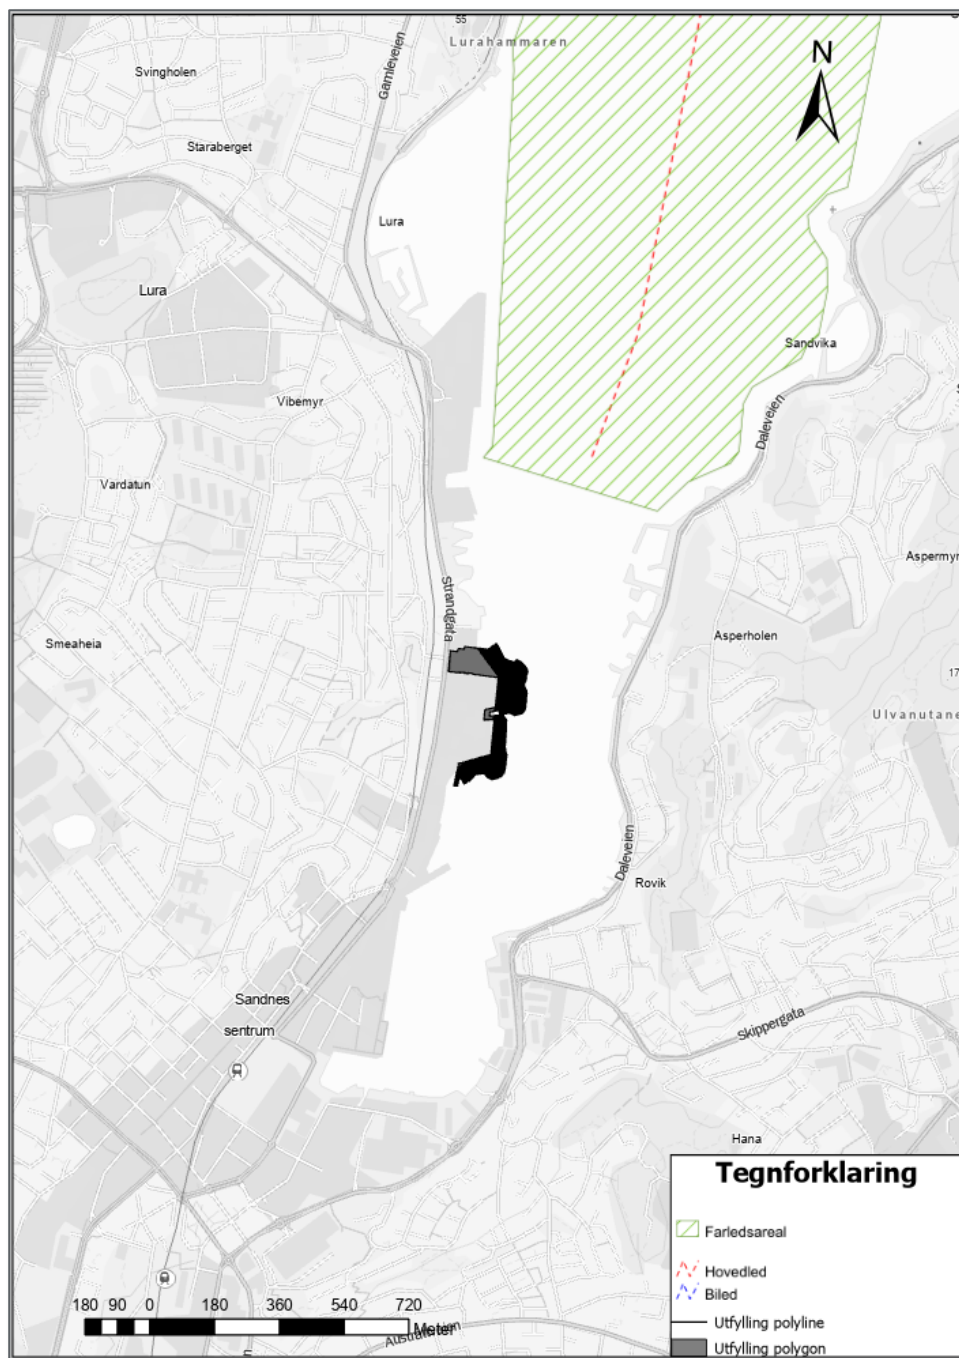 55
Lurahammaren
Gamleveien
Svingholen
N
Staraberget
Lura
Lura
Sandvika
Vibemyr
Daleveien
Vardatun
Aspermyr
Strandgata
Asperholen
Smeaheia
17
Ulvanutane
Daleveien
Rovik
Sandnes
sentrum
Skippergata
Hana
Tegnforklaring
Farledsareal
Hovedled
Biled
Utfylling polyline
Utfylling polygon
180 90 0 180 360 540 720
Meter